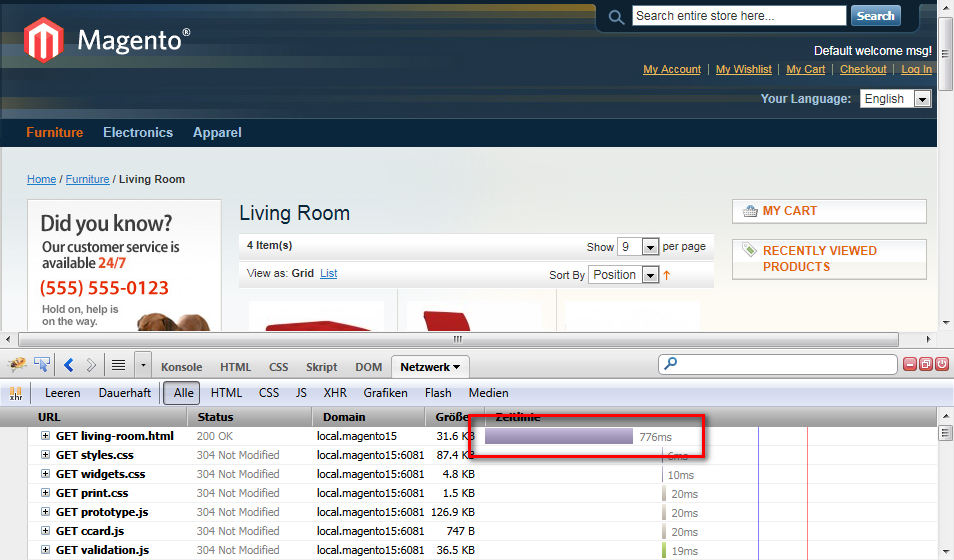 Search entire store here... Search
Magento®
Default welcome msg!
My Account | My Wishlist | My Cart | Checkout | Log In
Your Language: English
Furniture Electronics Apparel
Home / Furniture / Living Room
Did you know?
Our customer service is
available 24/7
(555) 555-0123
Hold on, help is
on the way.
Living Room
4 Item(s) Show 9 per page
View as: Grid List Sort By Position
MY CART
RECENTLY VIEWED
PRODUCTS
Konsole HTML CSS Skript DOM Netzwerk
xhr Leeren Dauerhaft Alle HTML CSS JS XHR Grafiken Flash Medien
URL Status Domain Größe Zeitlinie
GET living-room.html 200 OK local.magento15 31.6 KB 776ms
GET styles.css 304 Not Modified local.magento15:6081 87.4 KB 6ms
GET widgets.css 304 Not Modified local.magento15:6081 4.8 KB 10ms
GET print.css 304 Not Modified local.magento15:6081 1.5 KB 20ms
GET prototype.js 304 Not Modified local.magento15:6081 126.9 KB 20ms
GET ccard.js 304 Not Modified local.magento15:6081 747 B 20ms
GET validation.js 304 Not Modified local.magento15:6081 36.5 KB 19ms